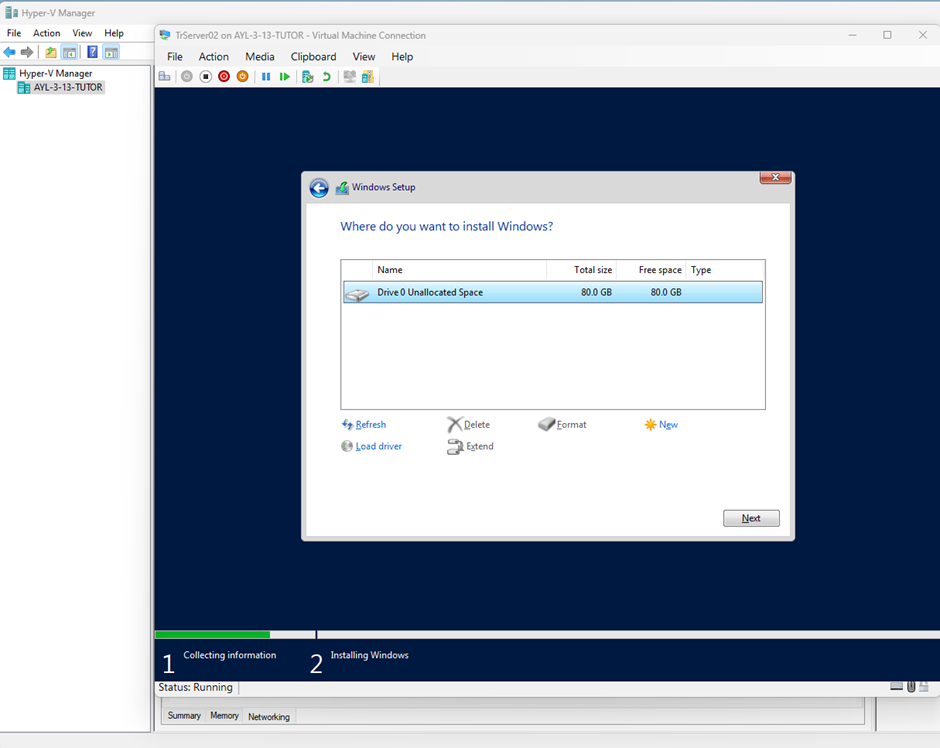 Hyper-V Manager
File Action View Help
Hyper-V Manager
AYL-3-13-TUTOR
TrServer02 on AYL-3-13-TUTOR - Virtual Machine Connection
File Action Media Clipboard View Help
Windows Setup
Where do you want to install Windows?
Name Total size Free space Type
Drive 0 Unallocated Space 80.0 GB 80.0 GB
Refresh Delete Format New
Load driver Extend
Next
1 Collecting information 2 Installing Windows
Status: Running
Summary Memory Networking